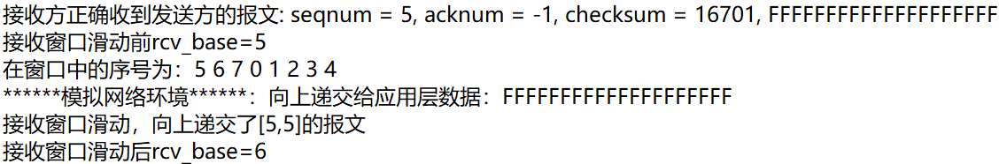 接收方正确收到发送方的报文: seqnum = 5, acknum = -1, checksum = 16701, FFFFFFFFFFFFFFFFFFFF
接收窗口滑动前rcv_base=5
在窗口中的序号为：5 6 7 0 1 2 3 4
******模拟网络环境******：向上递交给应用层数据：FFFFFFFFFFFFFFFFFFFF
接收窗口滑动，向上递交了[5,5]的报文
接收窗口滑动后rcv_base=6